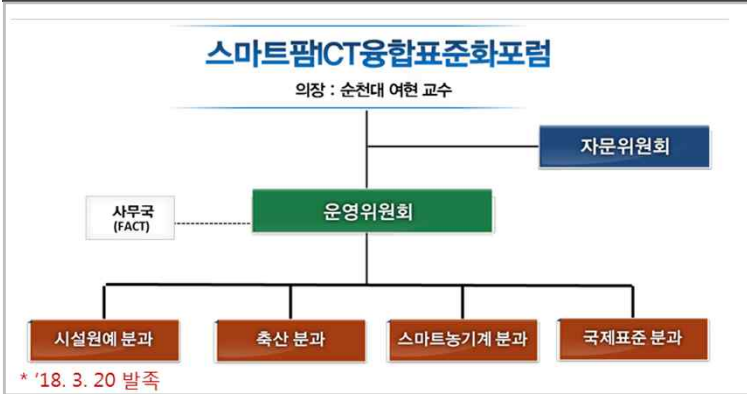 스마트팜ICT융합표준화포럼
의장 : 순천대 여현 교수
자문위원회
사무국
(FACT)
운영위원회
시설원예 분과
축산 분과
스마트농기계 분과
국제표준 분과
* '18. 3. 20 발족